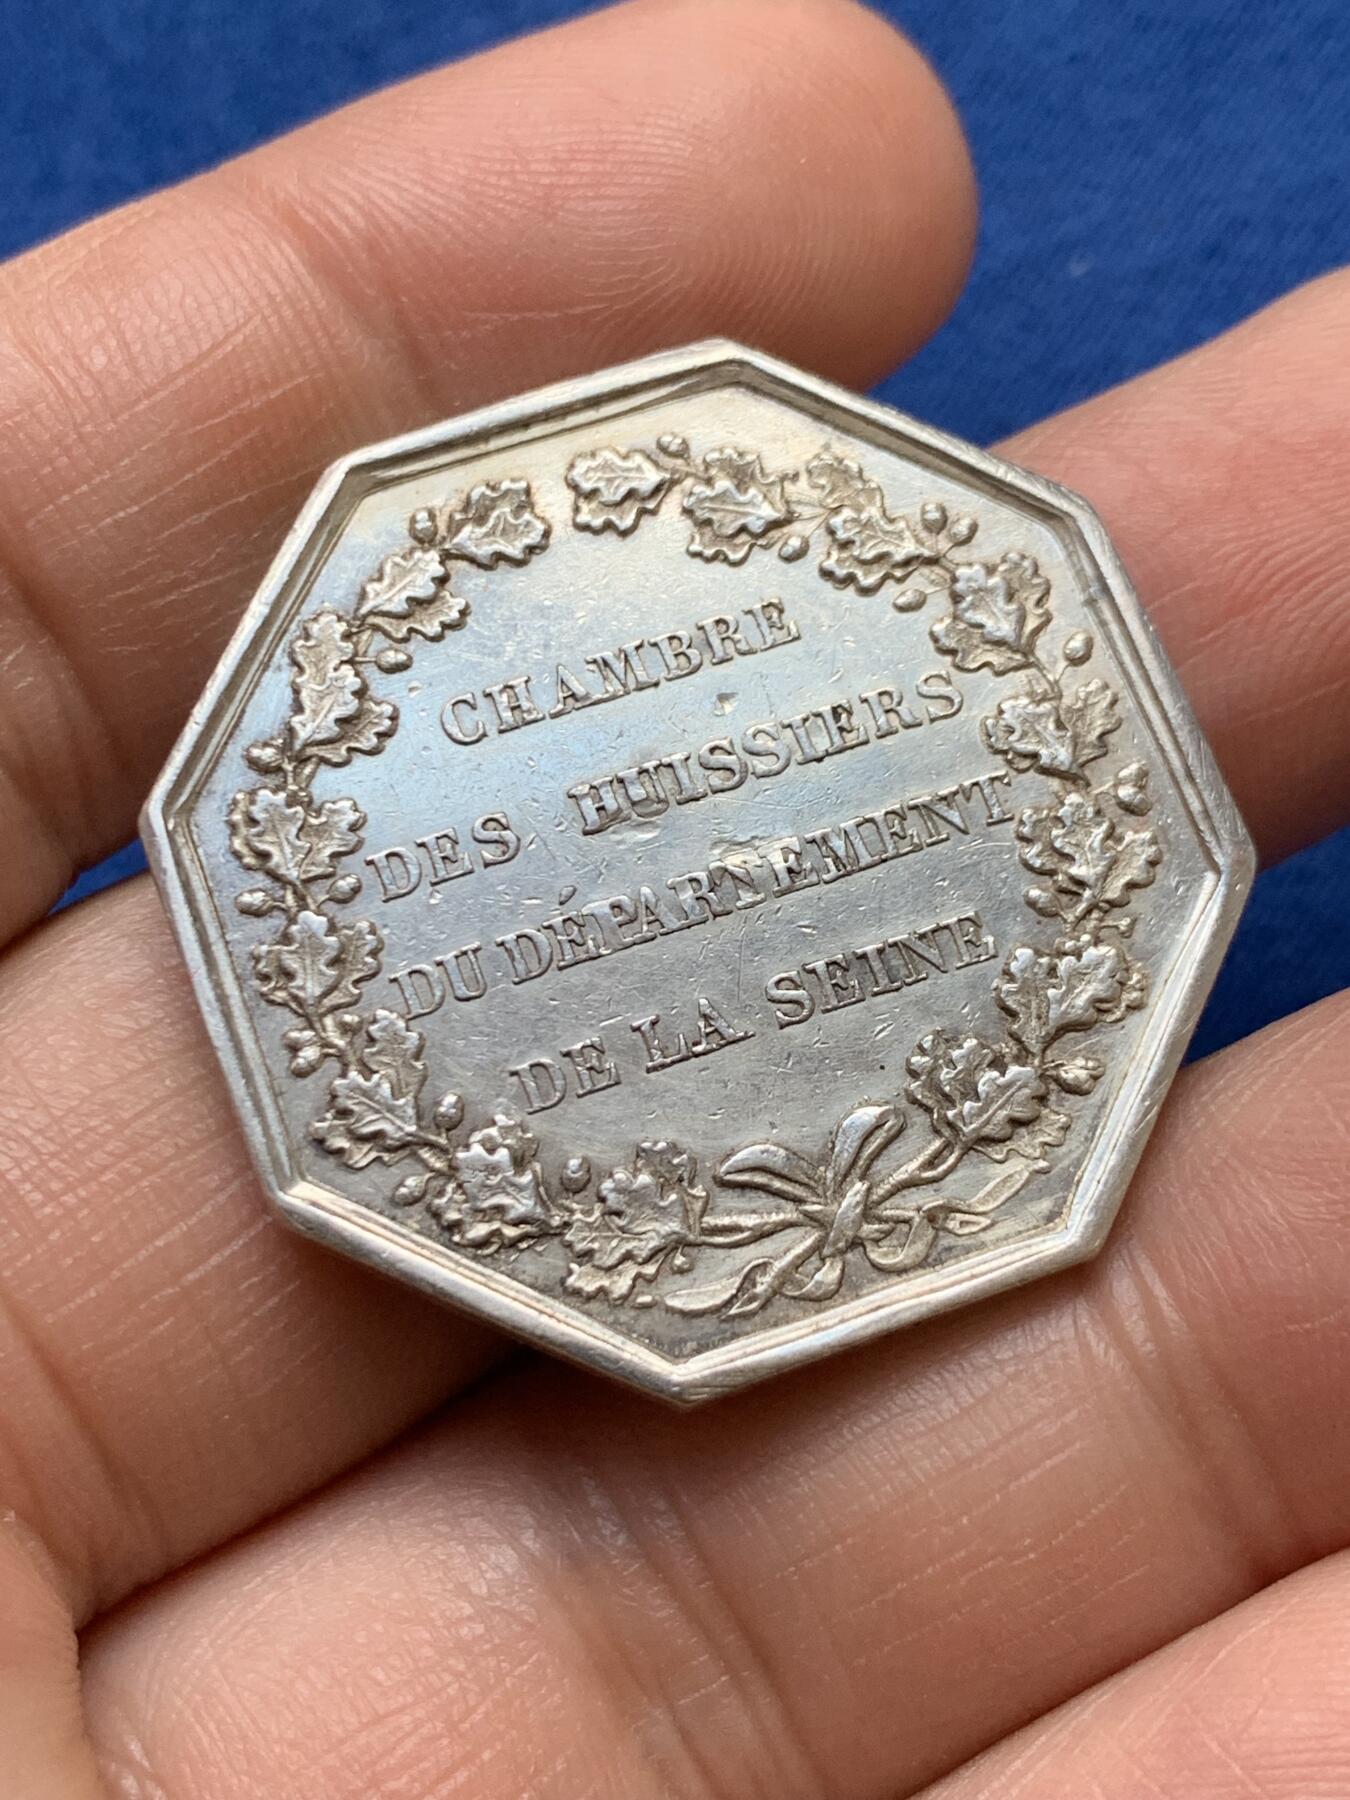 CHAMBRE
DES HUISSIERS
DU DÉPARTEMENT
DE LA SEINE